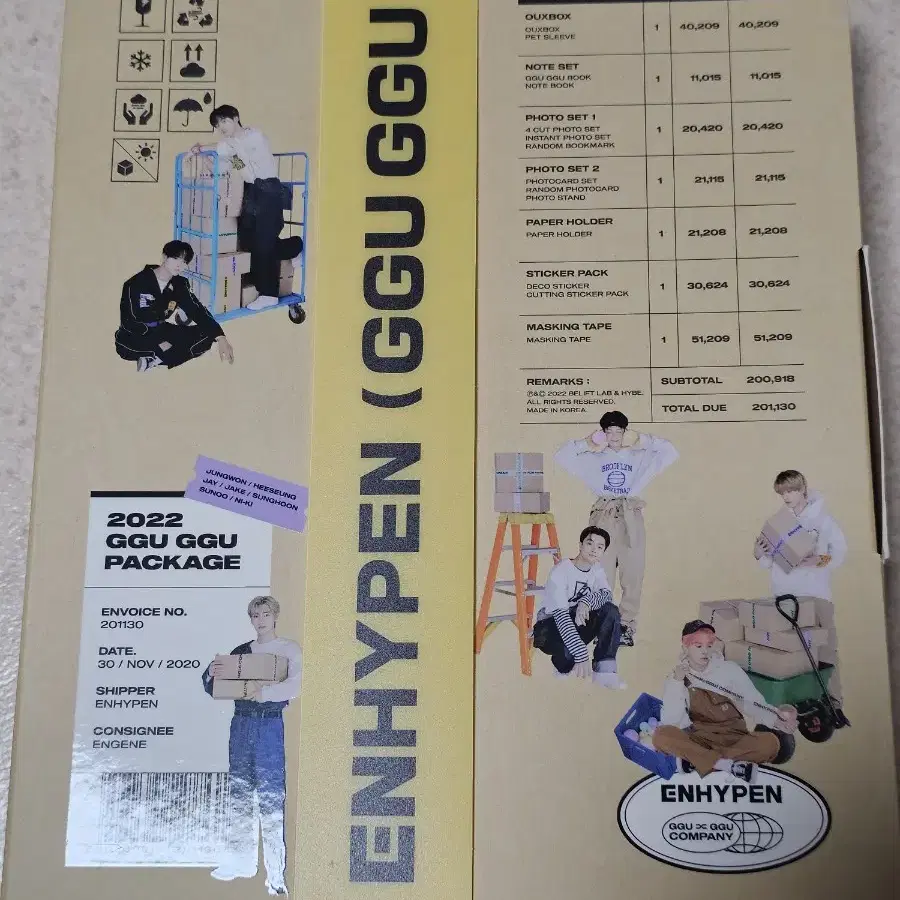 ENHYPEN ( GGU GGU
JUNGWON / HEESEUNG
JAY / JAKE / SUNGHOON
SUNOO / NI-KI
2022
GGU GGU
PACKAGE
ENVOICE NO.
201130
DATE.
30 / NOV / 2020
SHIPPER
ENHYPEN
CONSIGNEE
ENGENE
OUXBOX
OUXBOX
PET SLEEVE
1 40,209 40,209
NOTE SET
GGU GGU BOOK
NOTE BOOK
1 11,015 11,015
PHOTO SET 1
4 CUT PHOTO SET
INSTANT PHOTO SET
RANDOM BOOKMARK
1 20,420 20,420
PHOTO SET 2
PHOTOCARD SET
RANDOM PHOTOCARD
PHOTO STAND
1 21,115 21,115
PAPER HOLDER
PAPER HOLDER
1 21,208 21,208
STICKER PACK
DECO STICKER
CUTTING STICKER PACK
1 30,624 30,624
MASKING TAPE
MASKING TAPE
1 51,209 51,209
REMARKS :
℗&© 2022 BELIFT LAB & HYBE.
ALL RIGHTS RESERVED.
MADE IN KOREA.
SUBTOTAL 200,918
TOTAL DUE 201,130
BROOKLYN
BASKETBALL
ENHYPEN
GGU GGU
COMPANY